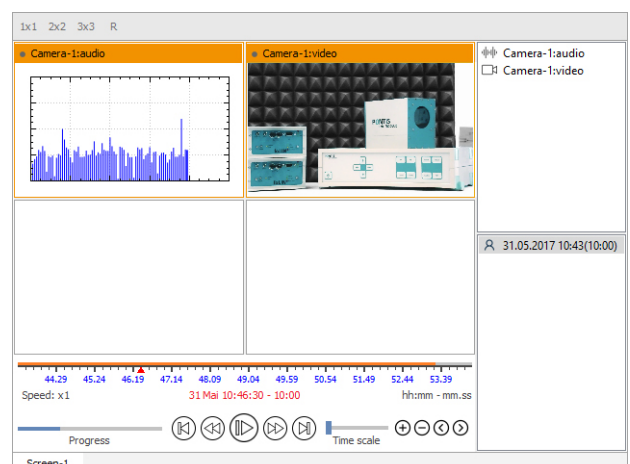 1x1 2x2 3x3 R
Camera-1:audio
Camera-1:video
Camera-1:audio
Camera-1:video
31.05.2017 10:43(10:00)
44.29 45.24 46.19 47.14 48.09 49.04 49.59 50.54 51.49 52.44 53.39
Speed: x1
31 Mai 10:46:30 - 10:00
hh:mm - mm.ss
Progress
Time scale
Screen-1